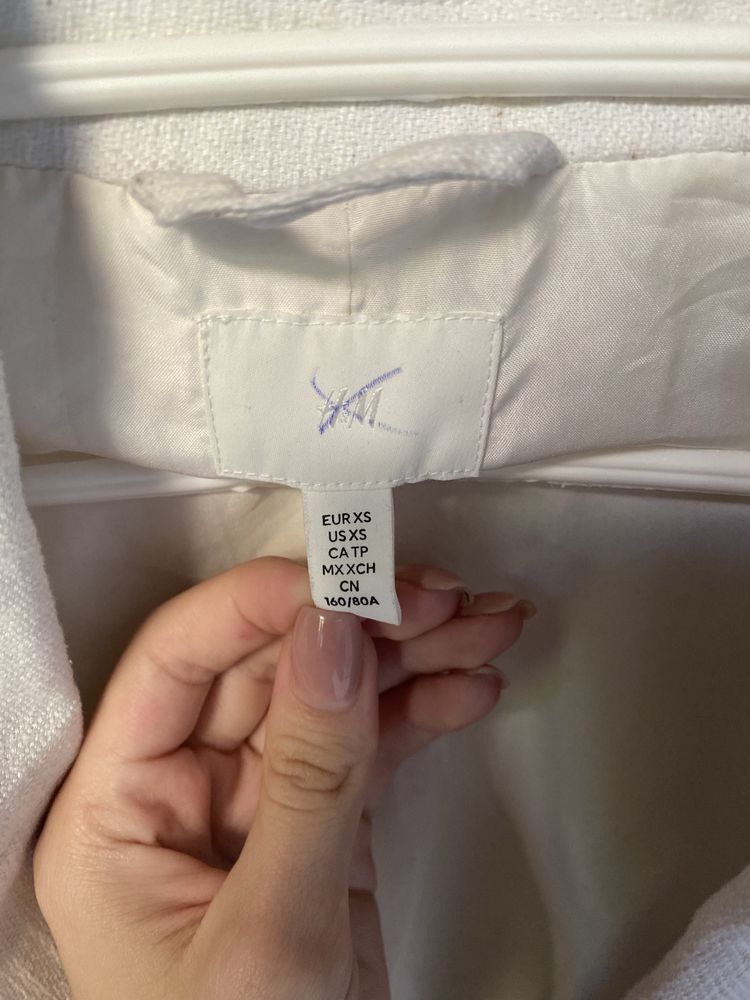 H&M
EUR XS
US XS
CA TP
MX XCH
CN
160/80A